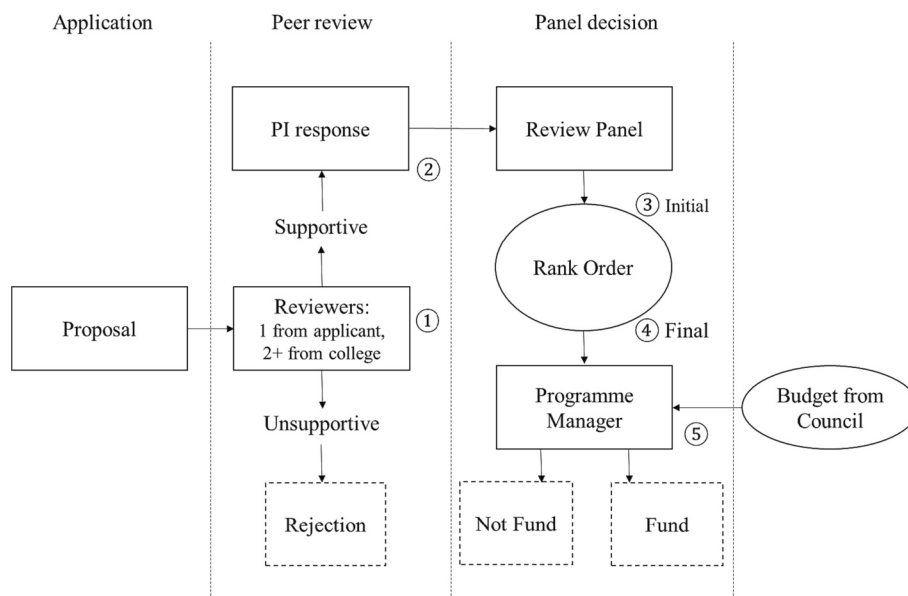 Application
Peer review
Panel decision
PI response
②
Review Panel
③ Initial
Supportive
Rank Order
Proposal
Reviewers:
1 from applicant,
2+ from college
①
④ Final
Unsupportive
Programme
Manager
⑤
Budget from
Council
Rejection
Not Fund
Fund